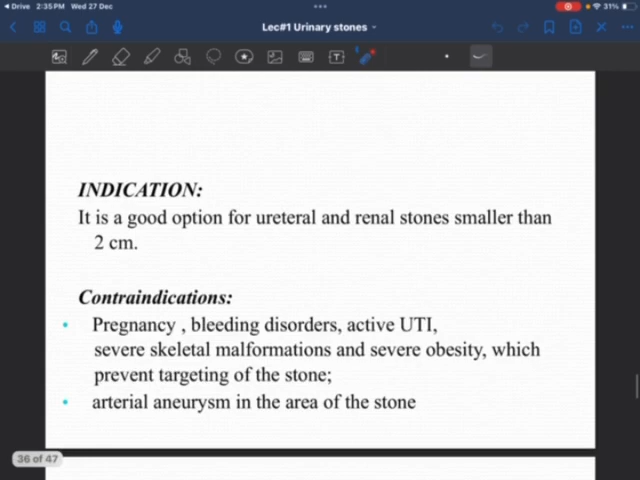 Drive 2:35 PM Wed 27 Dec 31%
Lec#1 Urinary stones
INDICATION:
It is a good option for ureteral and renal stones smaller than
2 cm.
Contraindications:
• Pregnancy , bleeding disorders, active UTI,
severe skeletal malformations and severe obesity, which
prevent targeting of the stone;
• arterial aneurysm in the area of the stone
36 of 47